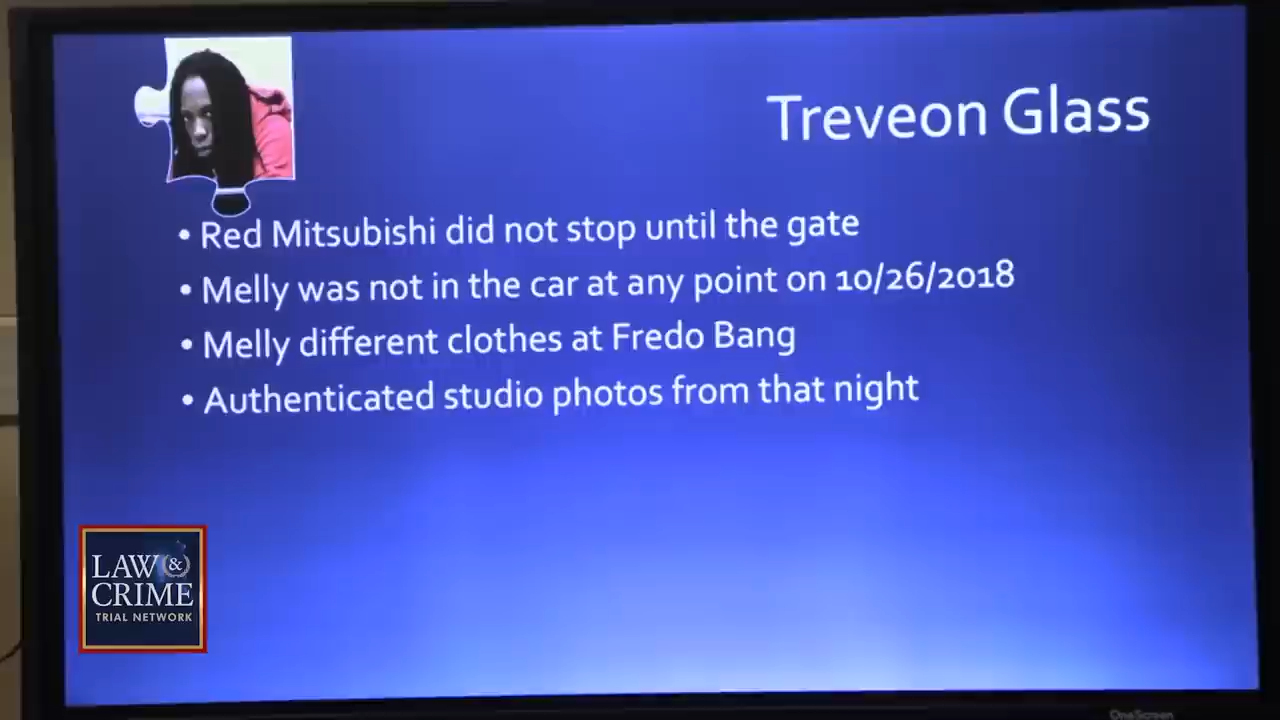 Treveon Glass
• Red Mitsubishi did not stop until the gate
• Melly was not in the car at any point on 10/26/2018
• Melly different clothes at Fredo Bang
• Authenticated studio photos from that night
LAW &
CRIME
TRIAL NETWORK
OneScreen